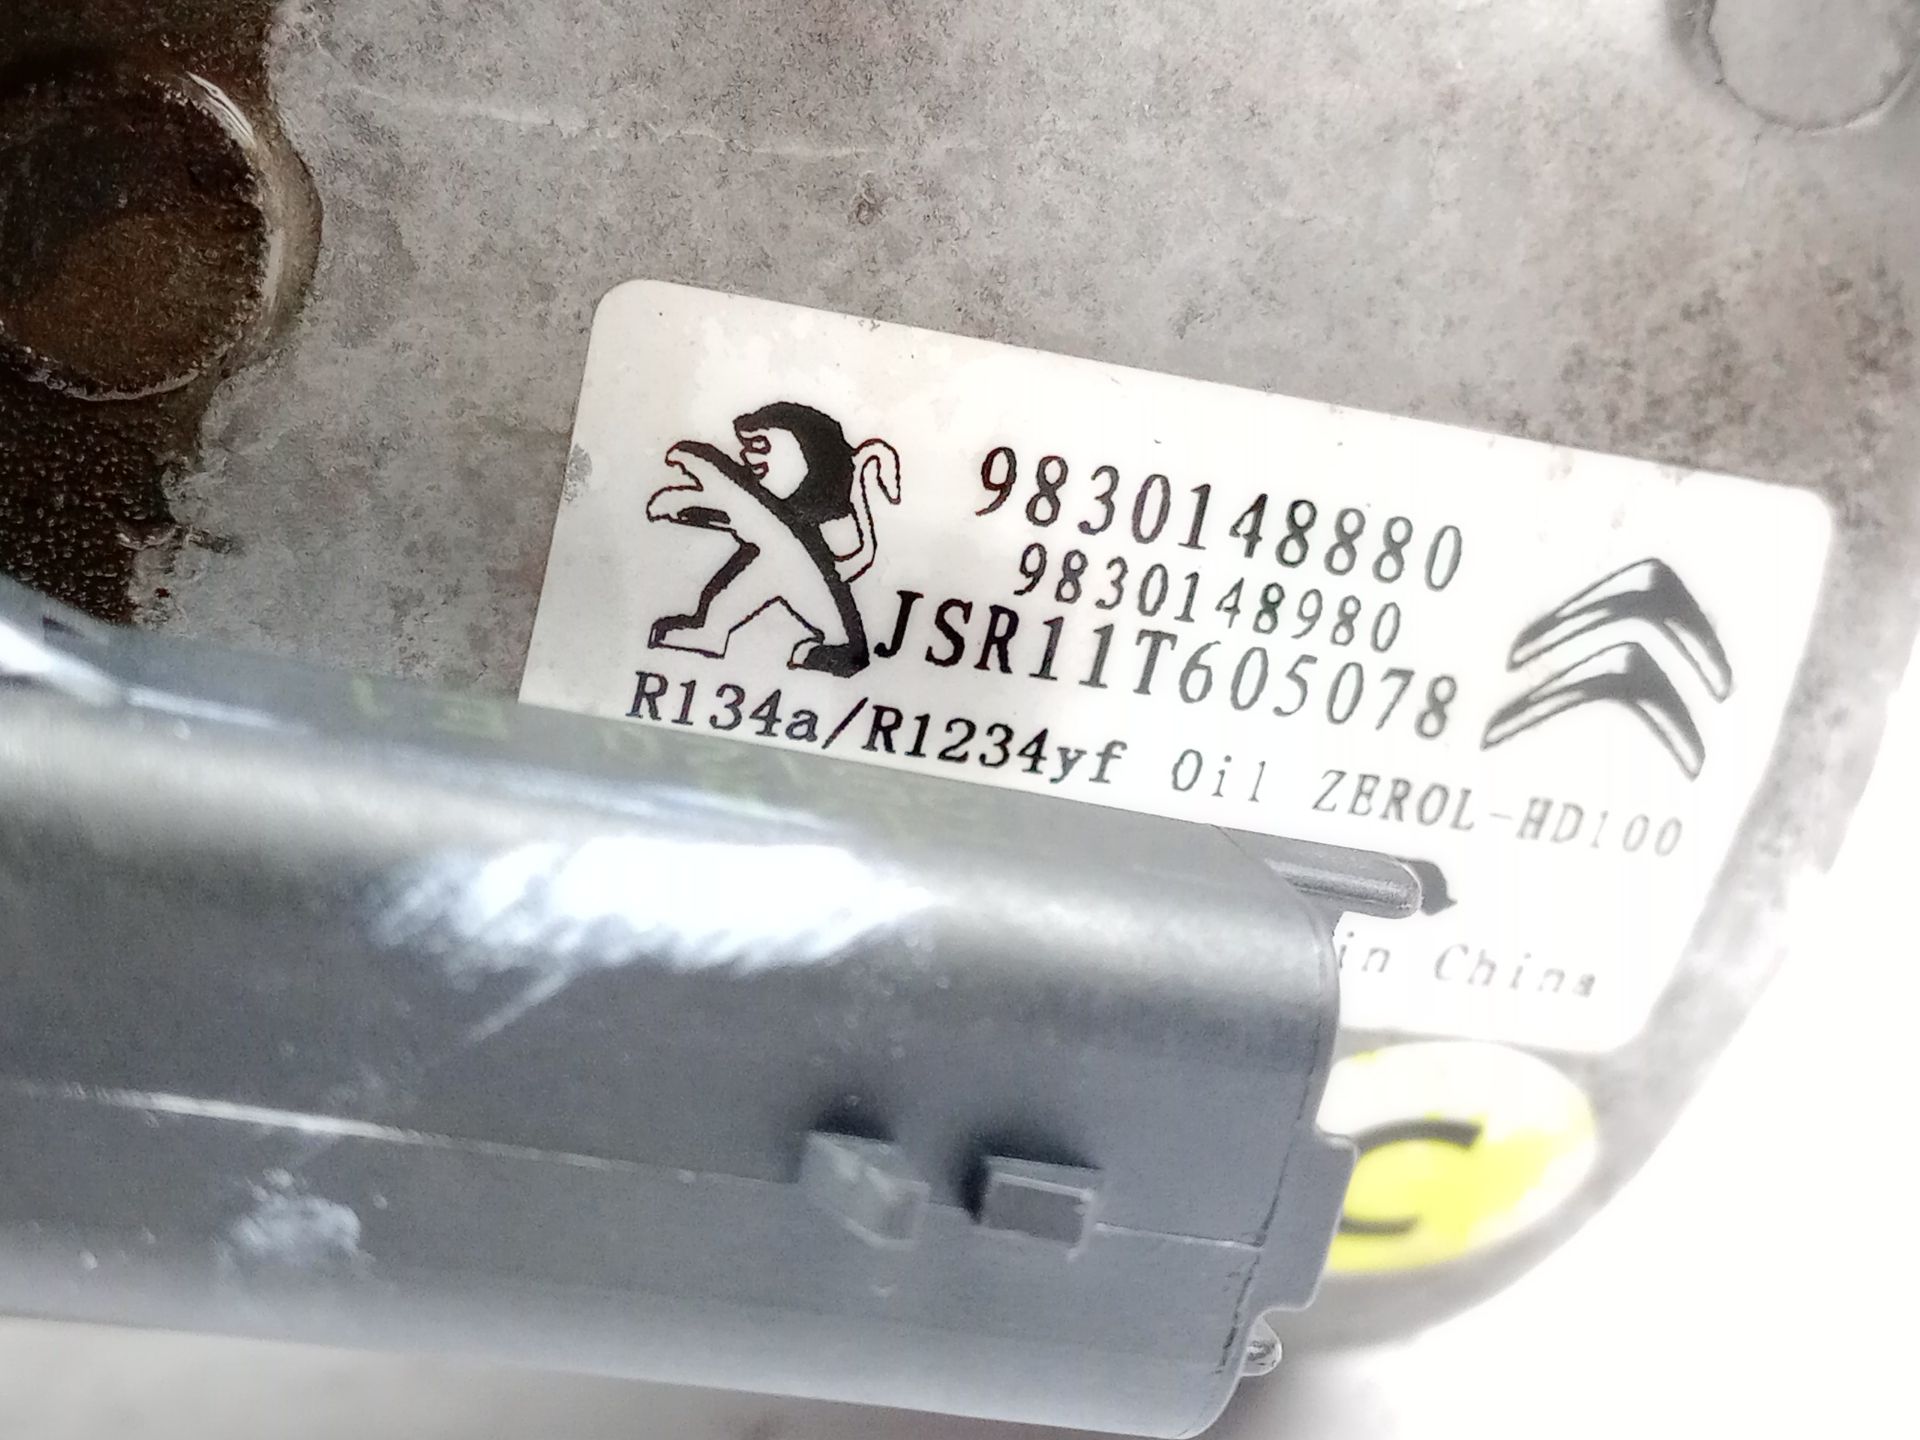 9830148880
9830148980
JSR11T605078
R134a/R1234yf Oil ZEROL-HD100
in China
C